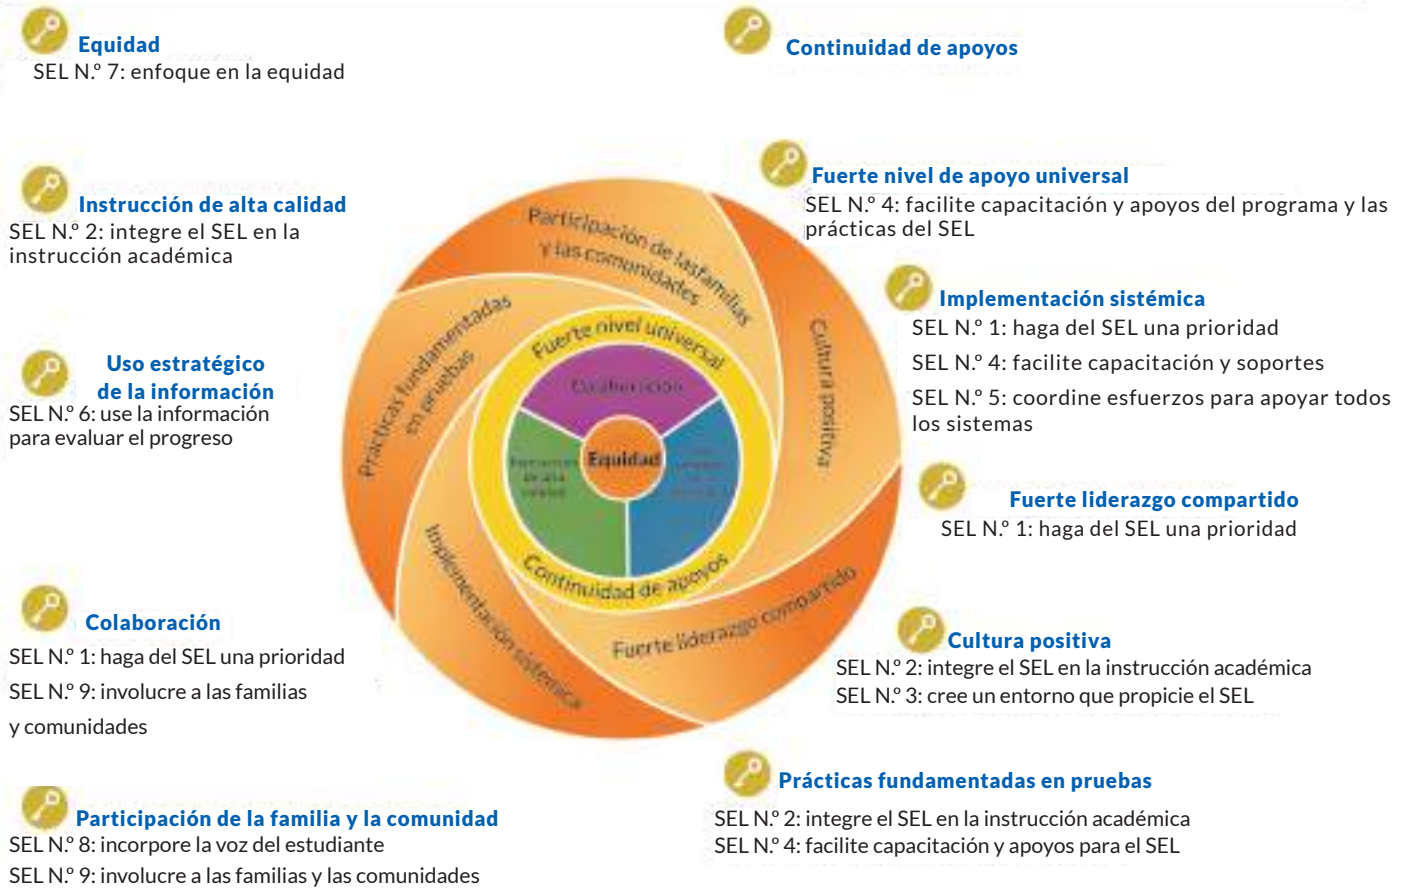 Equidad
SEL N.º 7: enfoque en la equidad
Instrucción de alta calidad
SEL N.º 2: integre el SEL en la
instrucción académica
Uso estratégico
de la información
SEL N.º 6: use la información
para evaluar el progreso
Colaboración
SEL N.º 1: haga del SEL una prioridad
SEL N.º 9: involucre a las familias
y comunidades
Participación de la familia y la comunidad
SEL N.º 8: incorpore la voz del estudiante
SEL N.º 9: involucre a las familias y las comunidades
Participación de lasfamilias
y las comunidades
Cultura positiva
Fuerte liderazgo compartido
Implementación sistémica
Prácticas fundamentadas
en pruebas
Fuerte nivel universal
Continuidad de apoyos
Colaboración
Equidad
Continuidad de apoyos
Fuerte nivel de apoyo universal
SEL N.º 4: facilite capacitación y apoyos del programa y las
prácticas del SEL
Implementación sistémica
SEL N.º 1: haga del SEL una prioridad
SEL N.º 4: facilite capacitación y soportes
SEL N.º 5: coordine esfuerzos para apoyar todos
los sistemas
Fuerte liderazgo compartido
SEL N.º 1: haga del SEL una prioridad
Cultura positiva
SEL N.º 2: integre el SEL en la instrucción académica
SEL N.º 3: cree un entorno que propicie el SEL
Prácticas fundamentadas en pruebas
SEL N.º 2: integre el SEL en la instrucción académica
SEL N.º 4: facilite capacitación y apoyos para el SEL